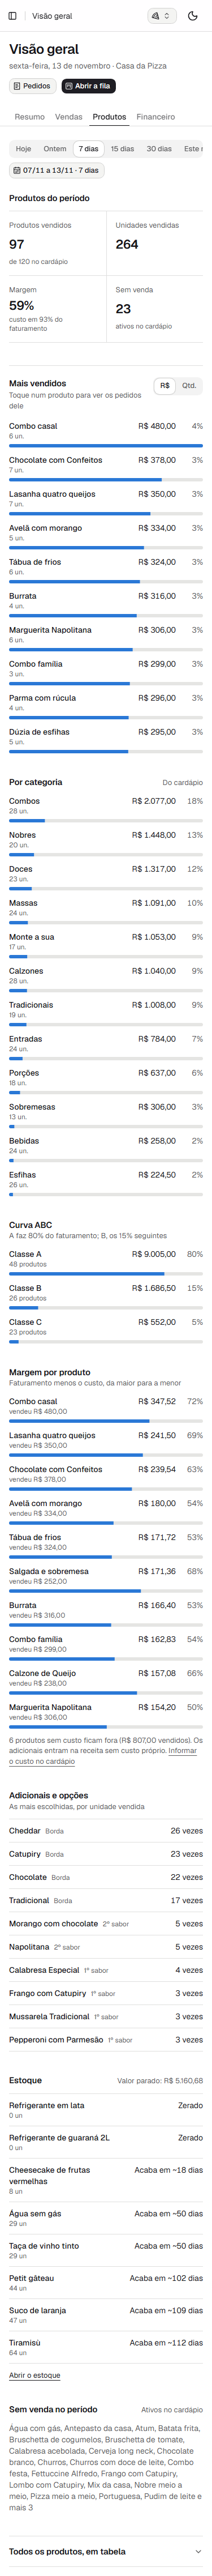 Visão geral
Visão geral
sexta-feira, 13 de novembro · Casa da Pizza
Pedidos
Abrir a fila
Resumo Vendas Produtos Financeiro
Hoje Ontem 7 dias 15 dias 30 dias Este
07/11 a 13/11 · 7 dias
Produtos do período
Produtos vendidos
97
de 120 no cardápio
Unidades vendidas
264
Margem
59%
custo em 93% do
faturamento
Sem venda
23
ativos no cardápio
Mais vendidos
Toque num produto para ver os pedidos
dele
R$ Qtd.
Combo casal R$ 480,00 4%
6 un.
Chocolate com Confeitos R$ 378,00 3%
7 un.
Lasanha quatro queijos R$ 350,00 3%
7 un.
Avelã com morango R$ 334,00 3%
5 un.
Tábua de frios R$ 324,00 3%
6 un.
Burrata R$ 316,00 3%
4 un.
Marguerita Napolitana R$ 306,00 3%
6 un.
Combo família R$ 299,00 3%
3 un.
Parma com rúcula R$ 296,00 3%
4 un.
Dúzia de esfihas R$ 295,00 3%
5 un.
Por categoria Do cardápio
Combos R$ 2.077,00 18%
28 un.
Nobres R$ 1.448,00 13%
20 un.
Doces R$ 1.317,00 12%
23 un.
Massas R$ 1.091,00 10%
24 un.
Monte a sua R$ 1.053,00 9%
17 un.
Calzones R$ 1.040,00 9%
28 un.
Tradicionais R$ 1.008,00 9%
19 un.
Entradas R$ 784,00 7%
24 un.
Porções R$ 637,00 6%
18 un.
Sobremesas R$ 306,00 3%
13 un.
Bebidas R$ 258,00 2%
24 un.
Esfihas R$ 224,50 2%
26 un.
Curva ABC
A faz 80% do faturamento; B, os 15% seguintes
Classe A R$ 9.005,00 80%
48 produtos
Classe B R$ 1.686,50 15%
26 produtos
Classe C R$ 552,00 5%
23 produtos
Margem por produto
Faturamento menos o custo, da maior para a menor
Combo casal R$ 347,52 72%
vendeu R$ 480,00
Lasanha quatro queijos R$ 241,50 69%
vendeu R$ 350,00
Chocolate com Confeitos R$ 239,54 63%
vendeu R$ 378,00
Avelã com morango R$ 180,00 54%
vendeu R$ 334,00
Tábua de frios R$ 171,72 53%
vendeu R$ 324,00
Salgada e sobremesa R$ 171,36 68%
vendeu R$ 252,00
Burrata R$ 166,40 53%
vendeu R$ 316,00
Combo família R$ 162,83 54%
vendeu R$ 299,00
Calzone de Queijo R$ 157,08 66%
vendeu R$ 238,00
Marguerita Napolitana R$ 154,20 50%
vendeu R$ 306,00
6 produtos sem custo ficam fora (R$ 807,00 vendidos). Os
adicionais entram na receita sem custo próprio. Informar
o custo no cardápio
Adicionais e opções
As mais escolhidas, por unidade vendida
Cheddar Borda 26 vezes
Catupiry Borda 23 vezes
Chocolate Borda 22 vezes
Tradicional Borda 17 vezes
Morango com chocolate 2º sabor 5 vezes
Napolitana 2º sabor 5 vezes
Calabresa Especial 1º sabor 4 vezes
Frango com Catupiry 1º sabor 3 vezes
Mussarela Tradicional 1º sabor 3 vezes
Pepperoni com Parmesão 1º sabor 3 vezes
Estoque Valor parado: R$ 5.160,68
Refrigerante em lata Zerado
0 un
Refrigerante de guaraná 2L Zerado
0 un
Cheesecake de frutas Acaba em ~18 dias
vermelhas
8 un
Água sem gás Acaba em ~50 dias
29 un
Taça de vinho tinto Acaba em ~50 dias
29 un
Petit gâteau Acaba em ~102 dias
44 un
Suco de laranja Acaba em ~109 dias
47 un
Tiramisù Acaba em ~112 dias
64 un
Abrir o estoque
Sem venda no período Ativos no cardápio
Água com gás, Antepasto da casa, Atum, Batata frita,
Bruschetta de cogumelos, Bruschetta de tomate,
Calabresa acebolada, Cerveja long neck, Chocolate
branco, Churros, Churros com doce de leite, Combo
festa, Fettuccine Alfredo, Frango com Catupiry,
Lombo com Catupiry, Mix da casa, Nobre meio a
meio, Pizza meio a meio, Portuguesa, Pudim de leite e
mais 3
Todos os produtos, em tabela